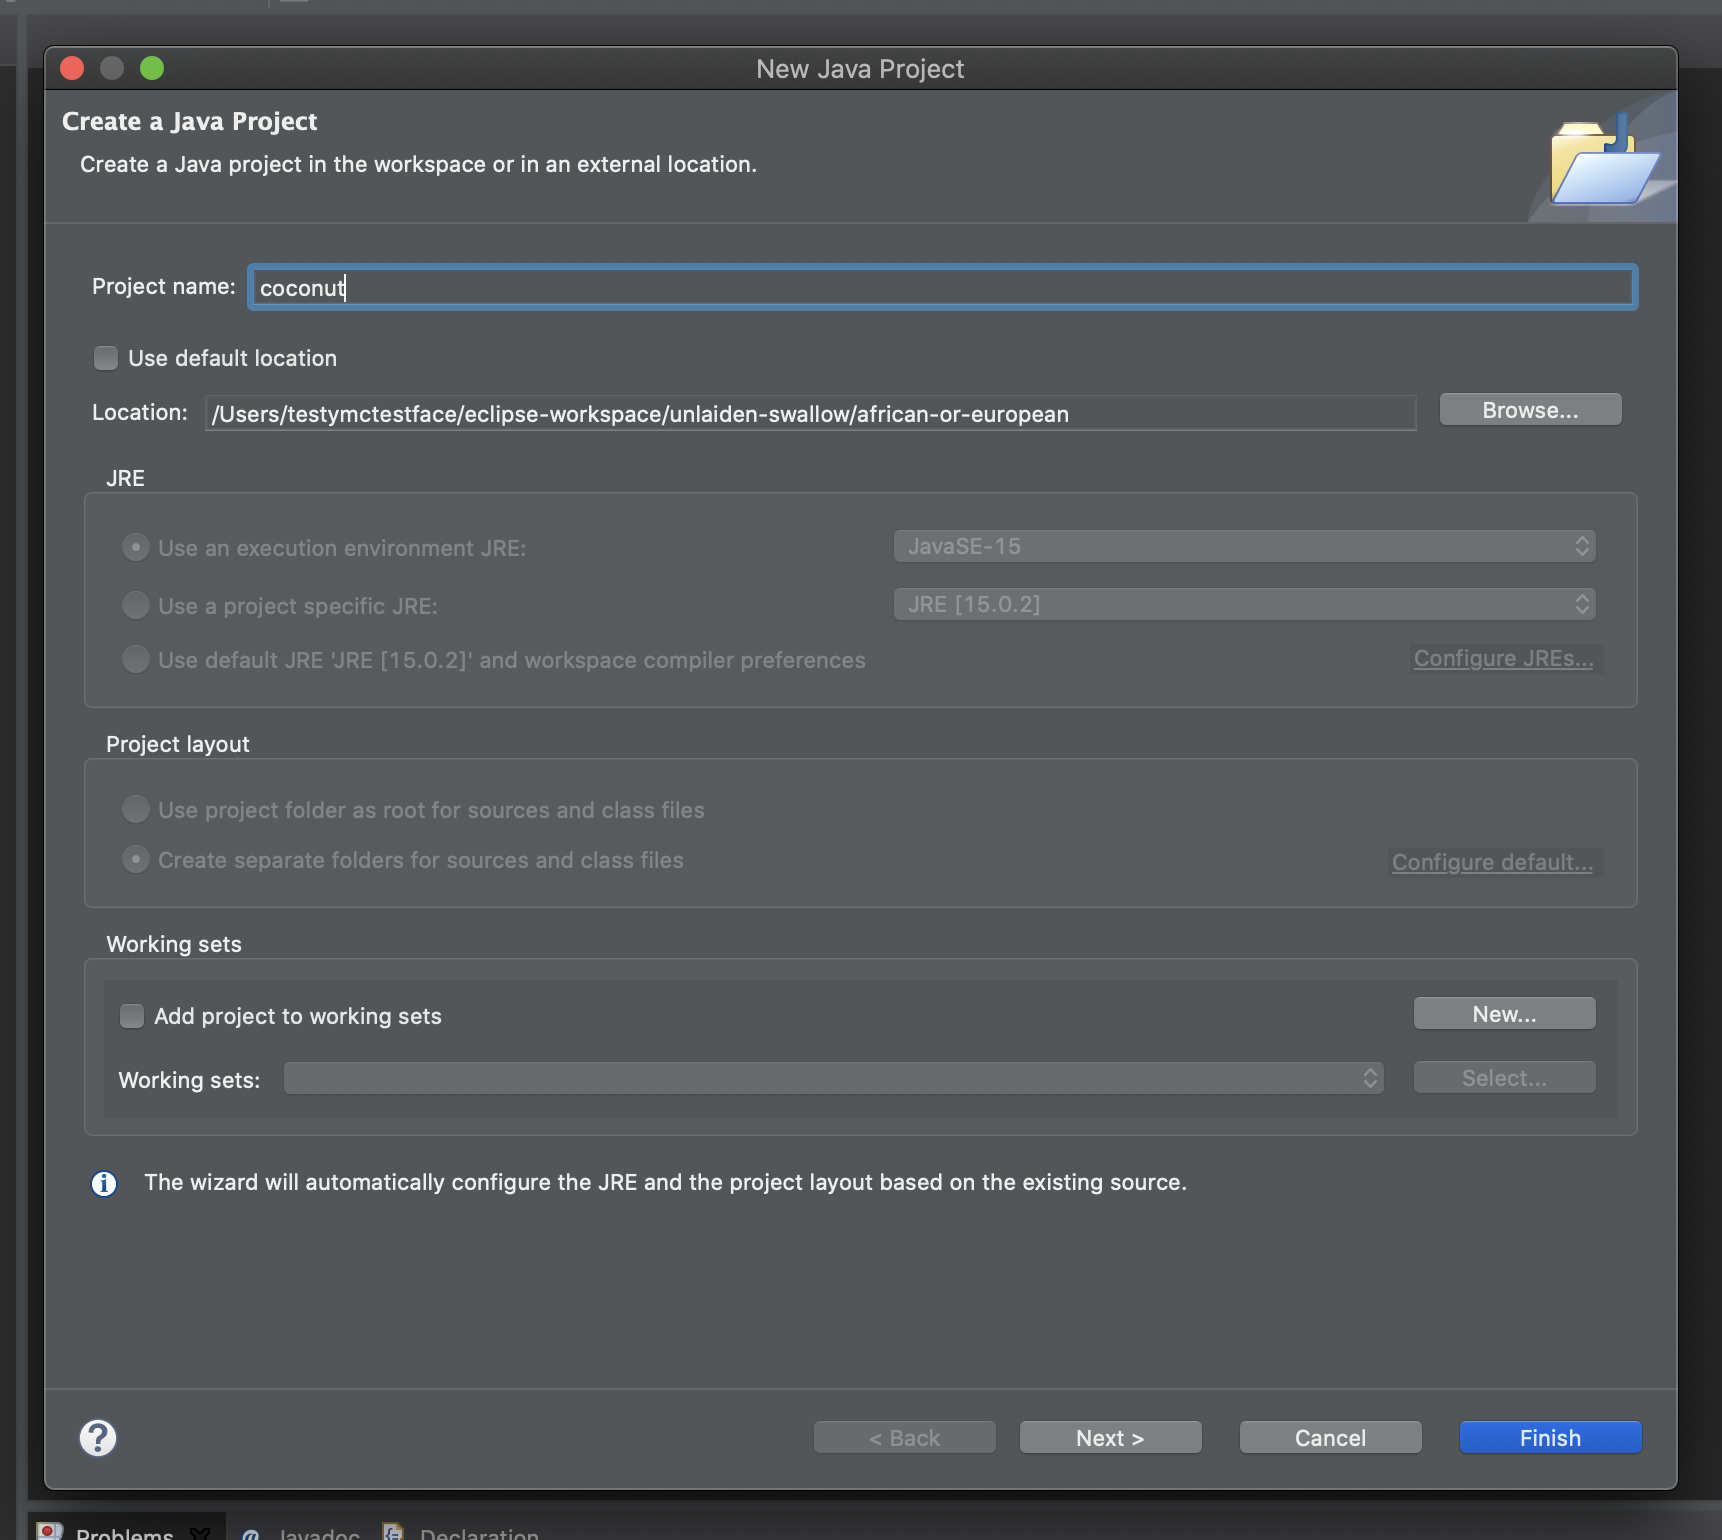 New Java Project
Create a Java Project
Create a Java project in the workspace or in an external location.
Project name: coconut
Use default location
Location: /Users/testymctestface/eclipse-workspace/unlaiden-swallow/african-or-european Browse...
JRE
Use an execution environment JRE: JavaSE-15
Use a project specific JRE: JRE [15.0.2]
Use default JRE 'JRE [15.0.2]' and workspace compiler preferences Configure JREs...
Project layout
Use project folder as root for sources and class files
Create separate folders for sources and class files Configure default...
Working sets
Add project to working sets New...
Working sets: Select...
The wizard will automatically configure the JRE and the project layout based on the existing source.
? < Back Next > Cancel Finish
Problems @ Javadoc Declaration